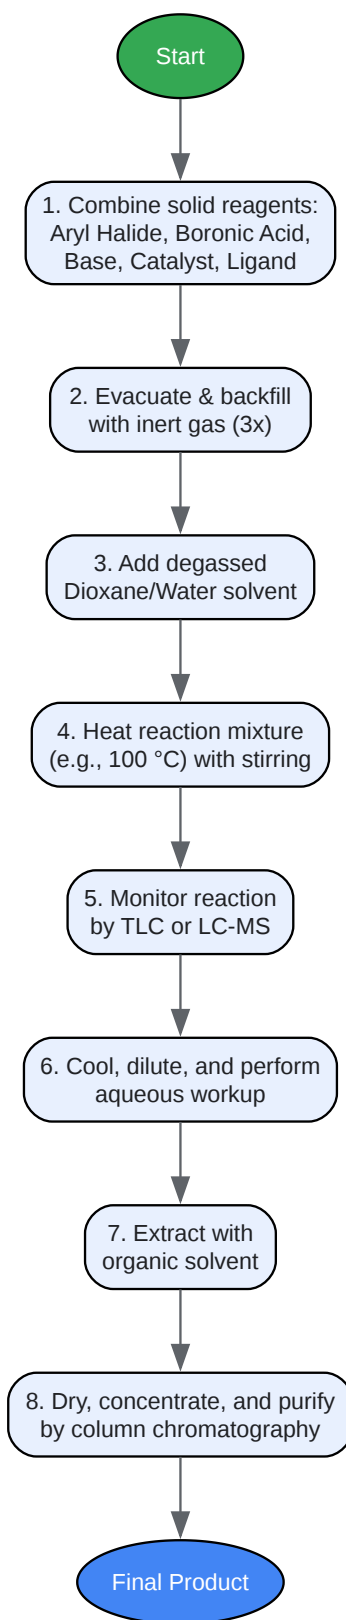 Start
1. Combine solid reagents:
Aryl Halide, Boronic Acid,
Base, Catalyst, Ligand
2. Evacuate & backfill
with inert gas (3x)
3. Add degassed
Dioxane/Water solvent
4. Heat reaction mixture
(e.g., 100 °C) with stirring
5. Monitor reaction
by TLC or LC-MS
6. Cool, dilute, and perform
aqueous workup
7. Extract with
organic solvent
8. Dry, concentrate, and purify
by column chromatography
Final Product